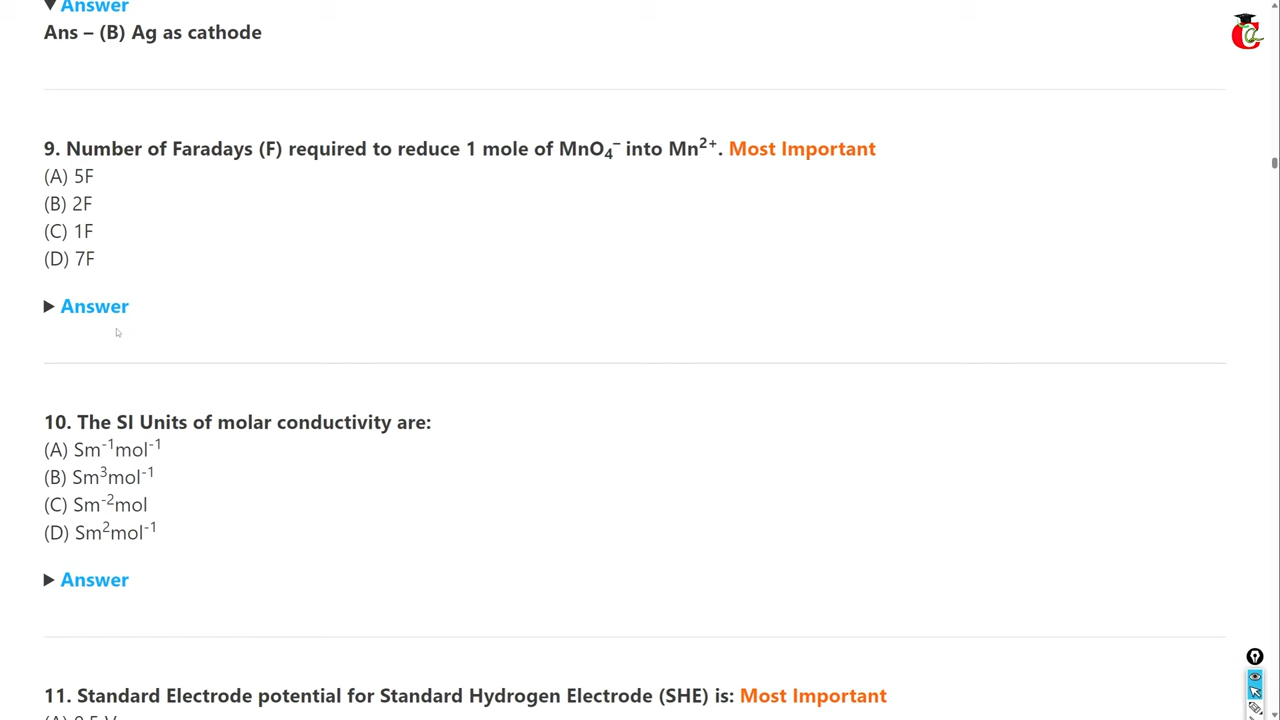 ▼ Answer
Ans – (B) Ag as cathode
9. Number of Faradays (F) required to reduce 1 mole of MnO₄⁻ into Mn²⁺. Most Important
(A) 5F
(B) 2F
(C) 1F
(D) 7F
▶ Answer
10. The SI Units of molar conductivity are:
(A) Sm⁻¹mol⁻¹
(B) Sm³mol⁻¹
(C) Sm⁻²mol
(D) Sm²mol⁻¹
▶ Answer
11. Standard Electrode potential for Standard Hydrogen Electrode (SHE) is: Most Important